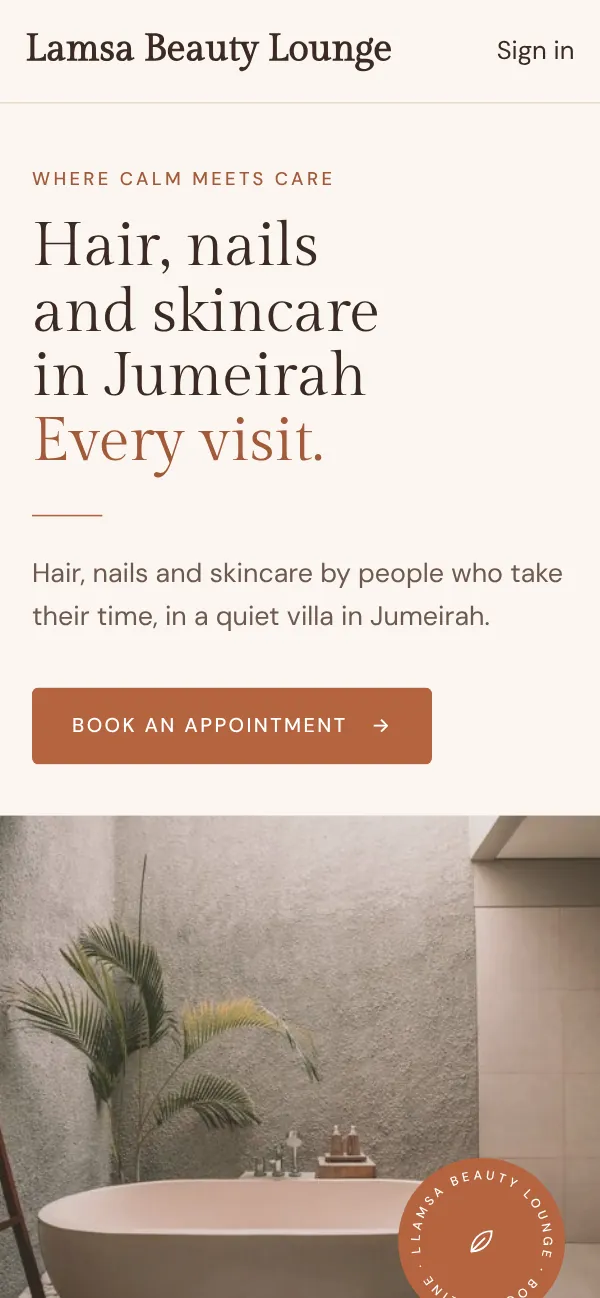 Lamsa Beauty Lounge
Sign in
WHERE CALM MEETS CARE
Hair, nails
and skincare
in Jumeirah
Every visit.
Hair, nails and skincare by people who take
their time, in a quiet villa in Jumeirah.
BOOK AN APPOINTMENT →
LAMSA BEAUTY LOUNGE ·